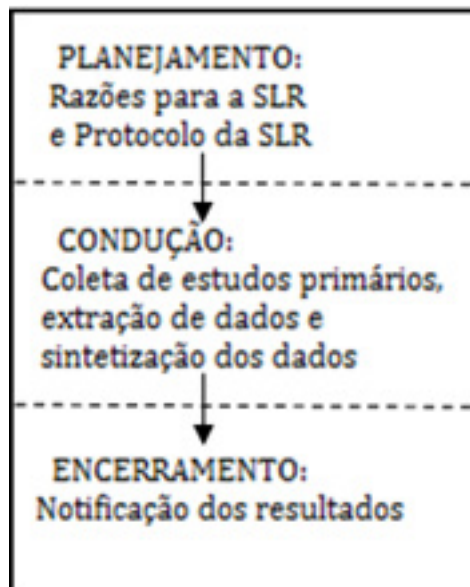 PLANEJAMENTO:
Razões para a SLR
e Protocolo da SLR
CONDUÇÃO:
Coleta de estudos primários,
extração de dados e
sintetização dos dados
ENCERRAMENTO:
Notificação dos resultados